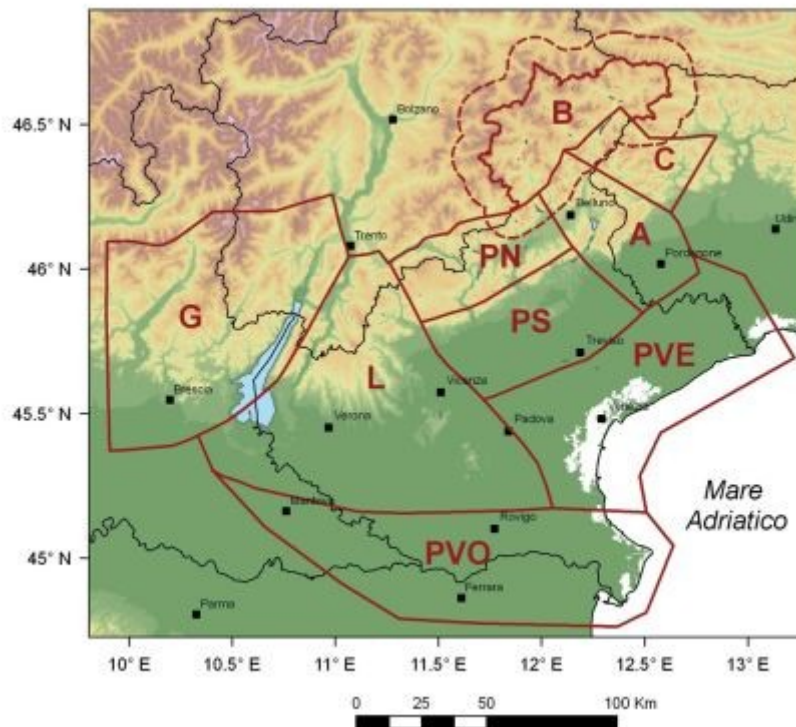 46.5° N
46° N
45.5° N
45° N
10° E
10.5° E
11° E
11.5° E
12° E
12.5° E
13° E
B
C
A
PN
G
PS
PVE
L
PVO
Bolzano
Trento
Belluno
Pordenone
Treviso
Brescia
Verona
Vicenza
Padova
Rovigo
Ferrara
Parma
Mare
Adriatico
0 25 50 100 Km